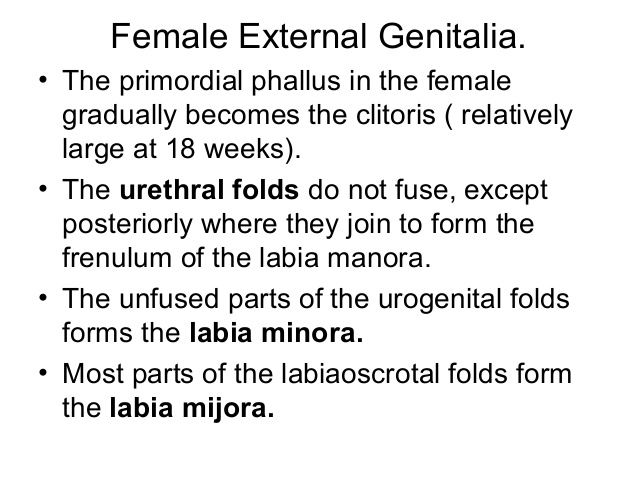 Female External Genitalia.
• The primordial phallus in the female
gradually becomes the clitoris ( relatively
large at 18 weeks).
• The urethral folds do not fuse, except
posteriorly where they join to form the
frenulum of the labia manora.
• The unfused parts of the urogenital folds
forms the labia minora.
• Most parts of the labiaoscrotal folds form
the labia mijora.